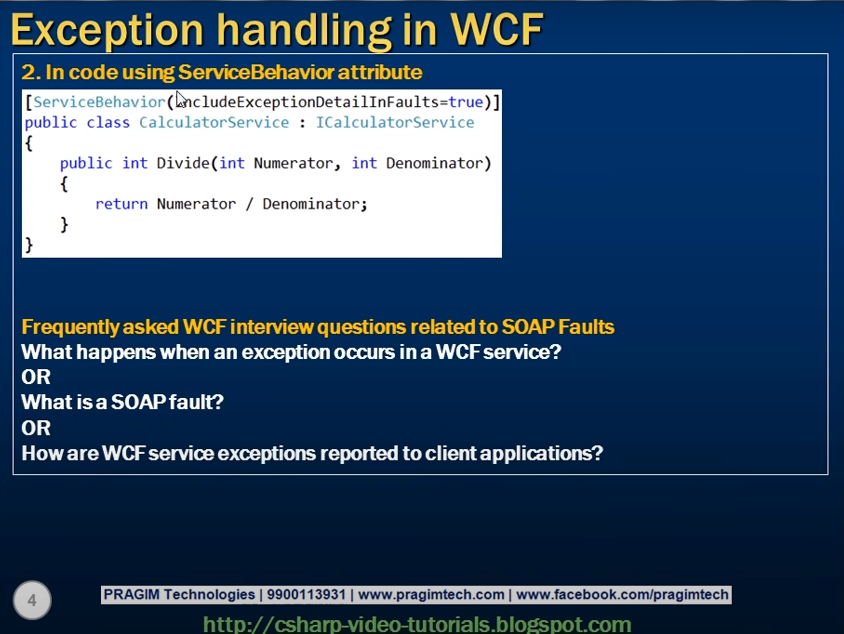 Exception handling in WCF
2. In code using ServiceBehavior attribute
[ServiceBehavior(IncludeExceptionDetailInFaults=true)]
public class CalculatorService : ICalculatorService
{
public int Divide(int Numerator, int Denominator)
{
return Numerator / Denominator;
}
}
Frequently asked WCF interview questions related to SOAP Faults
What happens when an exception occurs in a WCF service?
OR
What is a SOAP fault?
OR
How are WCF service exceptions reported to client applications?
4
PRAGIM Technologies | 9900113931 | www.pragimtech.com | www.facebook.com/pragimtech
http://csharp-video-tutorials.blogspot.com